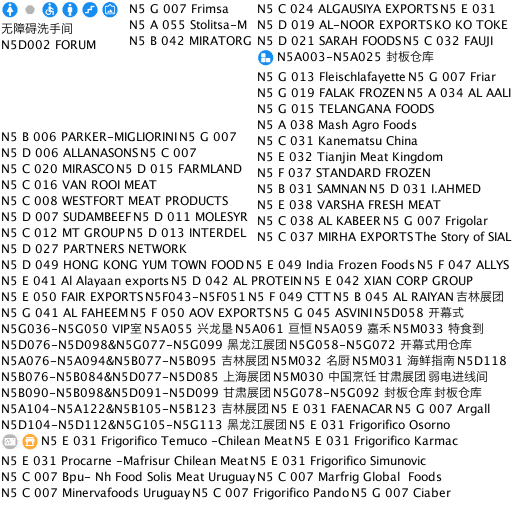 N5 G 007 Frimsa
N5 C 024 ALGAUSIYA EXPORTS N5 E 031
无障碍洗手间
N5 A 055 Stolitsa-M
N5 D 019 AL-NOOR EXPORTS KO KO TOKE
N5D002 FORUM
N5 B 042 MIRATORG
N5 D 021 SARAH FOODS N5 C 032 FAUJI
N5A003-N5A025 封板仓库
N5 G 013 Fleischlafayette N5 G 007 Friar
N5 G 019 FALAK FROZEN N5 A 034 AL AALI
N5 G 015 TELANGANA FOODS
N5 A 038 Mash Agro Foods
N5 B 006 PARKER-MIGLIORINI N5 G 007
N5 C 031 Kanematsu China
N5 D 006 ALLANASONS N5 C 007
N5 E 032 Tianjin Meat Kingdom
N5 C 020 MIRASCO N5 D 015 FARMLAND
N5 F 037 STANDARD FROZEN
N5 C 016 VAN ROOI MEAT
N5 B 031 SAMNAN N5 D 031 I.AHMED
N5 C 008 WESTFORT MEAT PRODUCTS
N5 E 038 VARSHA FRESH MEAT
N5 D 007 SUDAMBEEF N5 D 011 MOLESYR
N5 C 038 AL KABEER N5 G 007 Frigolar
N5 C 012 MT GROUP N5 D 013 INTERDEL
N5 C 037 MIRHA EXPORTS The Story of SIAL
N5 D 027 PARTNERS NETWORK
N5 D 049 HONG KONG YUM TOWN FOOD N5 E 049 India Frozen Foods N5 F 047 ALLYS
N5 E 041 Al Alayaan exports N5 D 042 AL PROTEIN N5 E 042 XIAN CORP GROUP
N5 E 050 FAIR EXPORTS N5F043-N5F051 N5 F 049 CTT N5 B 045 AL RAIYAN 吉林展团
N5 G 041 AL FAHEEM N5 F 050 AOV EXPORTS N5 G 045 ASVINI N5D058 开幕式
N5G036-N5G050 VIP室 N5A055 兴龙垦 N5A061 亘恒 N5A059 嘉禾 N5M033 特食到
N5D076-N5D098&N5G077-N5G099 黑龙江展团 N5G058-N5G072 开幕式用仓库
N5A076-N5A094&N5B077-N5B095 吉林展团 N5M032 名厨 N5M031 海鲜指南 N5D118
N5B076-N5B084&N5D077-N5D085 上海展团 N5M030 中国烹饪 甘肃展团 弱电进线间
N5B090-N5B098&N5D091-N5D099 甘肃展团 N5G078-N5G092 封板仓库 封板仓库
N5A104-N5A122&N5B105-N5B123 吉林展团 N5 E 031 FAENACAR N5 G 007 Argall
N5D104-N5D112&N5G105-N5G113 黑龙江展团 N5 E 031 Frigorifico Osorno
N5 E 031 Frigorifico Temuco -Chilean Meat N5 E 031 Frigorifico Karmac
N5 E 031 Procarne -Mafrisur Chilean Meat N5 E 031 Frigorifico Simunovic
N5 C 007 Bpu- Nh Food Solis Meat Uruguay N5 C 007 Marfrig Global  Foods
N5 C 007 Minervafoods Uruguay N5 C 007 Frigorifico Pando N5 G 007 Ciaber